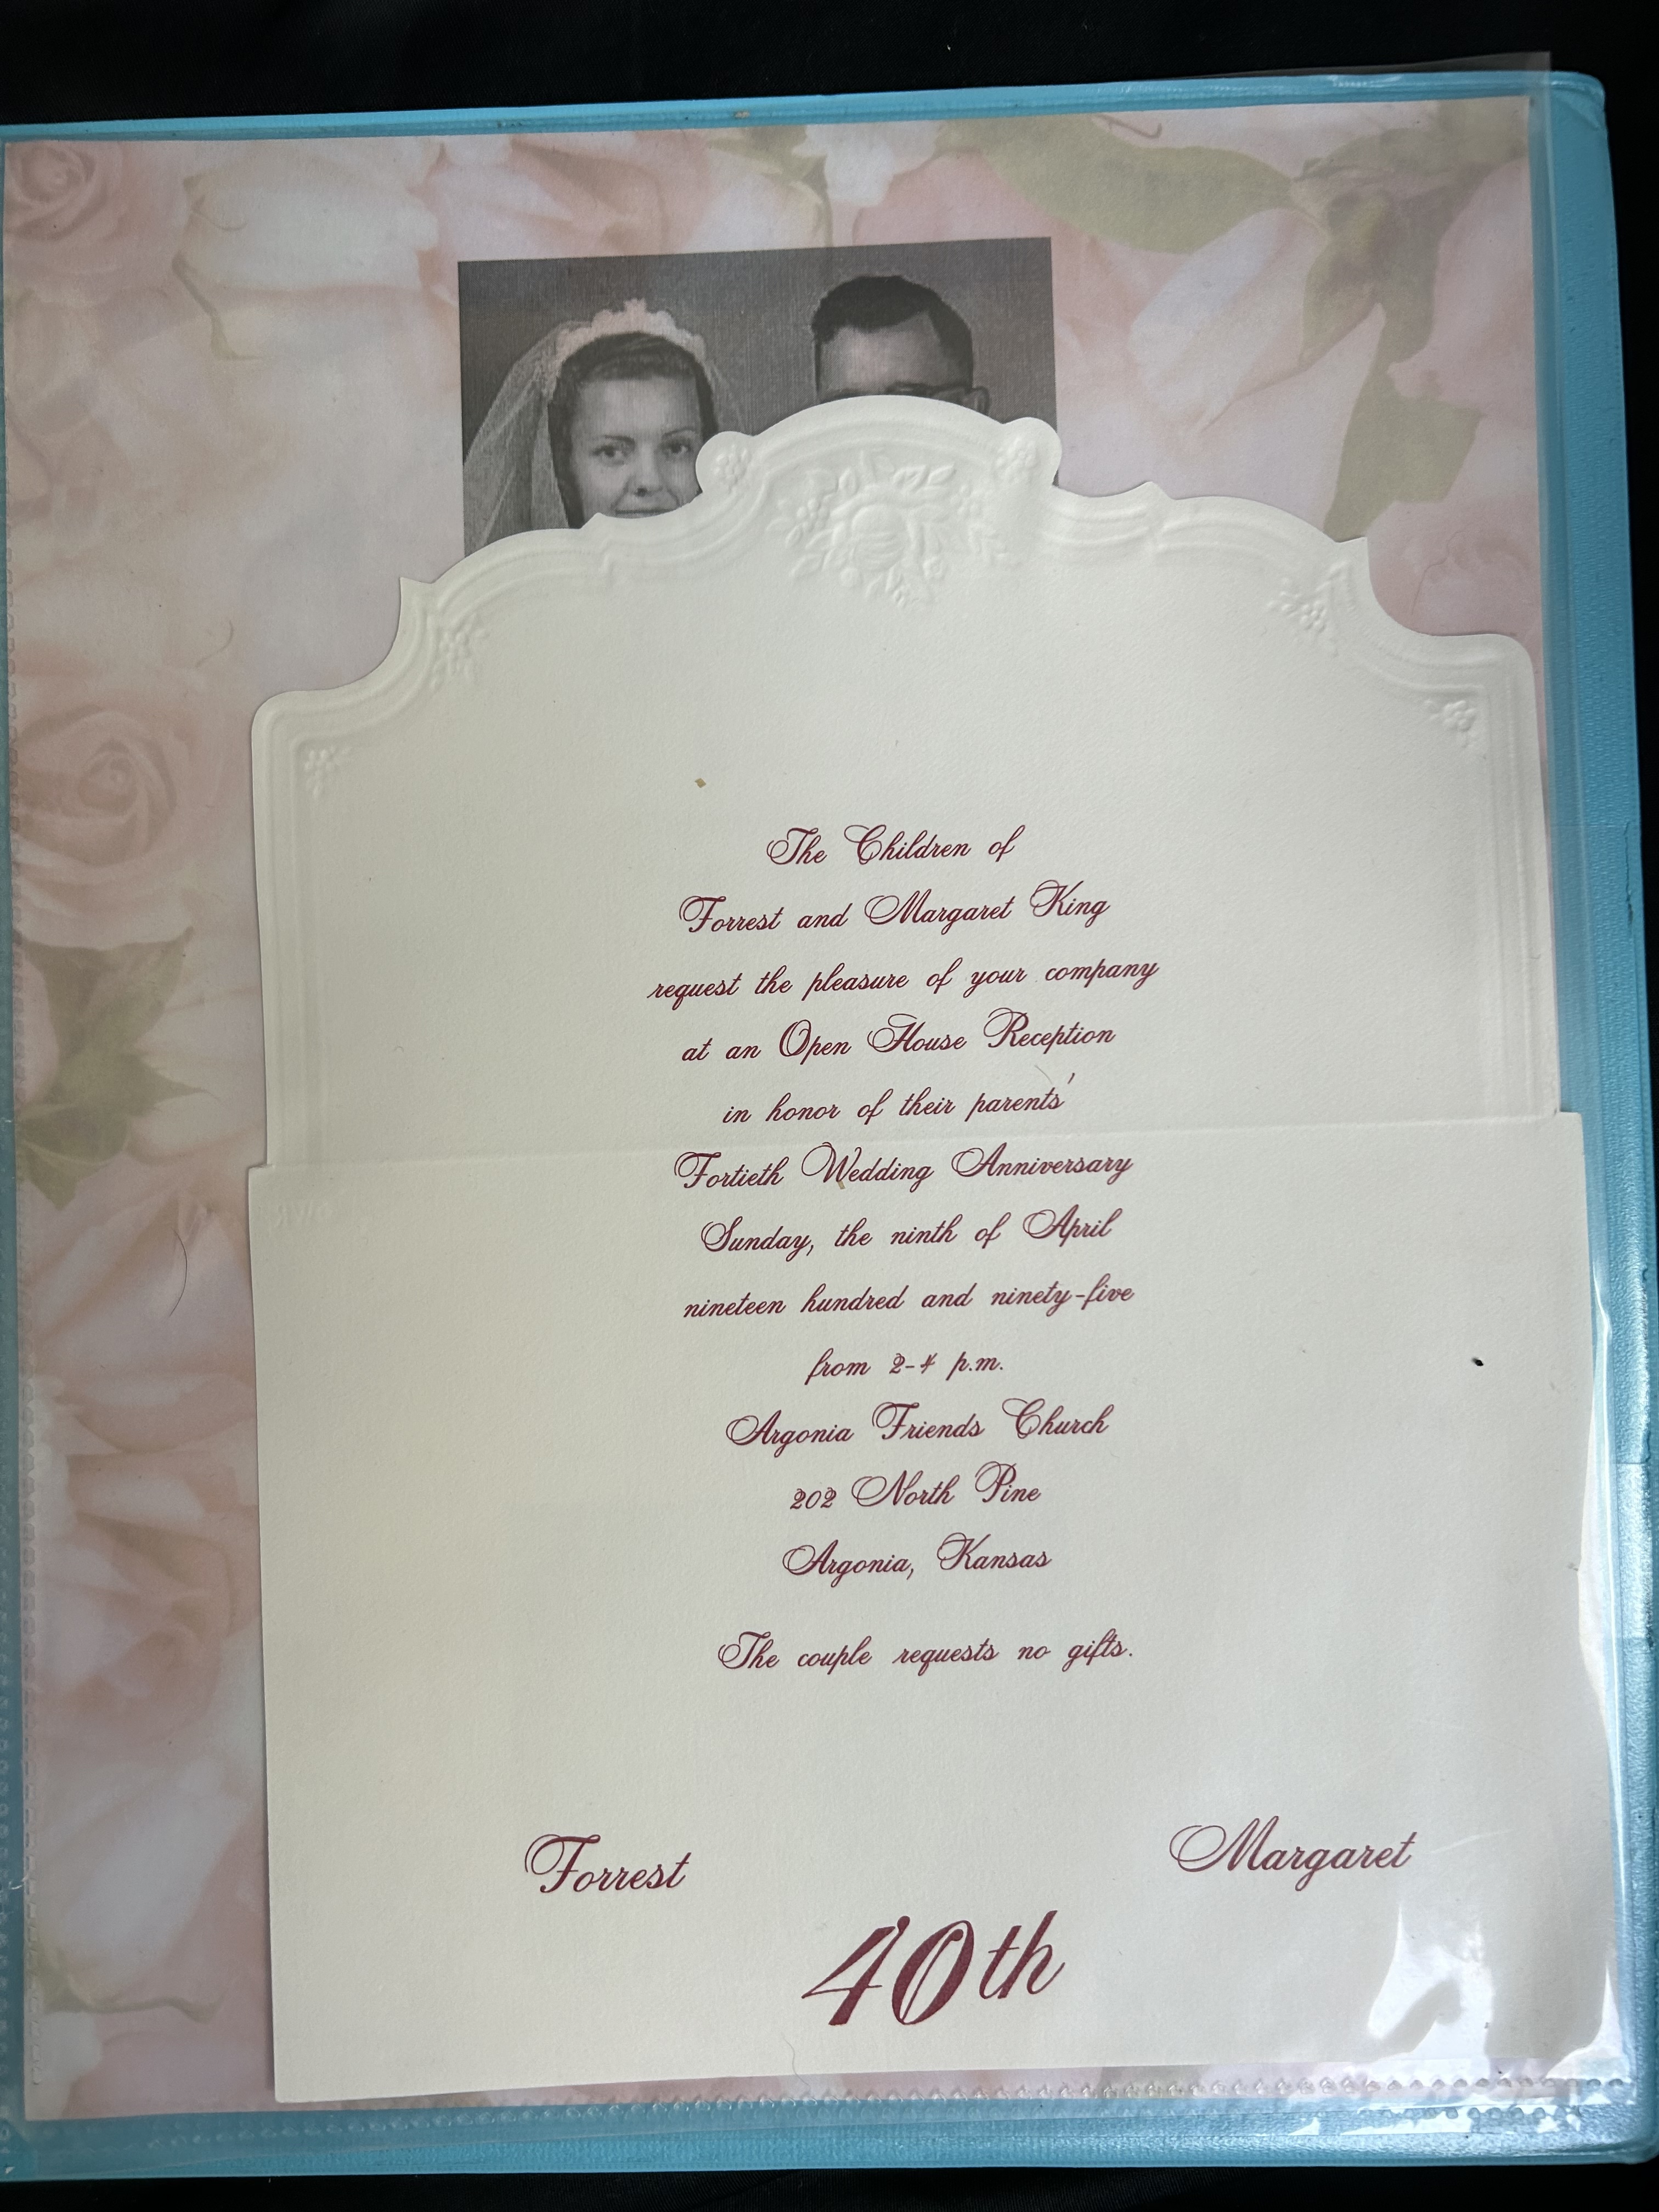 The Children of
Forrest and Margaret King
request the pleasure of your company
at an Open House Reception
in honor of their parents'
Fortieth Wedding Anniversary
Sunday, the ninth of April
nineteen hundred and ninety-five
from 2-4 p.m.
Argonia Friends Church
202 North Pine
Argonia, Kansas
The couple requests no gifts.
Forrest
Margaret
40th